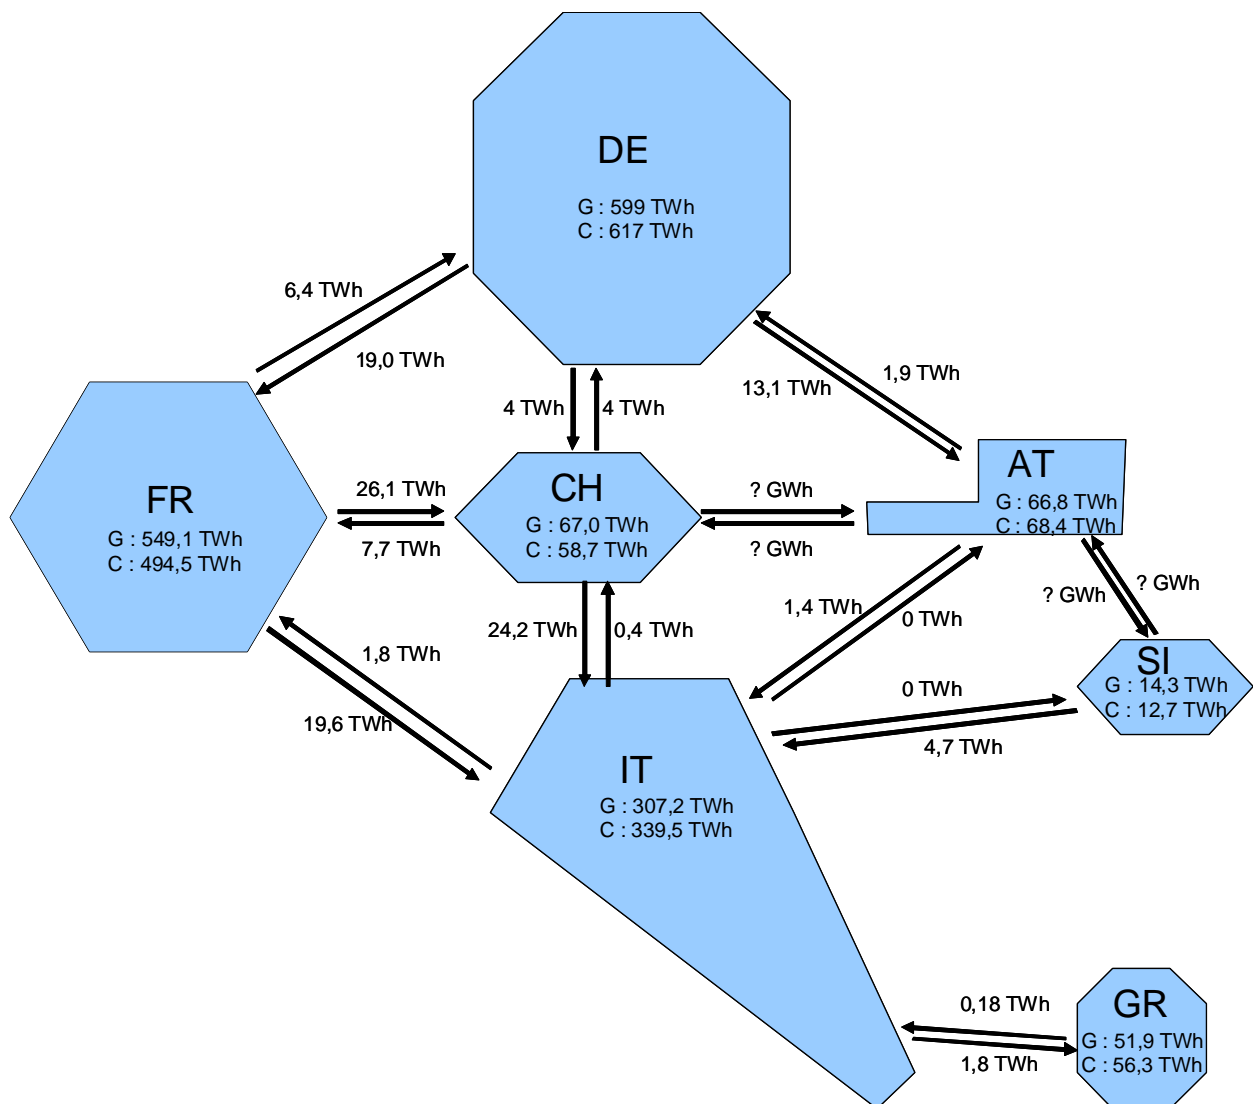 DE
G : 599 TWh
C : 617 TWh
6,4 TWh
19,0 TWh
4 TWh
4 TWh
13,1 TWh
1,9 TWh
FR
G : 549,1 TWh
C : 494,5 TWh
26,1 TWh
7,7 TWh
CH
G : 67,0 TWh
C : 58,7 TWh
? GWh
? GWh
AT
G : 66,8 TWh
C : 68,4 TWh
? GWh
? GWh
1,4 TWh
0 TWh
24,2 TWh
0,4 TWh
1,8 TWh
19,6 TWh
SI
G : 14,3 TWh
C : 12,7 TWh
0 TWh
4,7 TWh
IT
G : 307,2 TWh
C : 339,5 TWh
0,18 TWh
1,8 TWh
GR
G : 51,9 TWh
C : 56,3 TWh